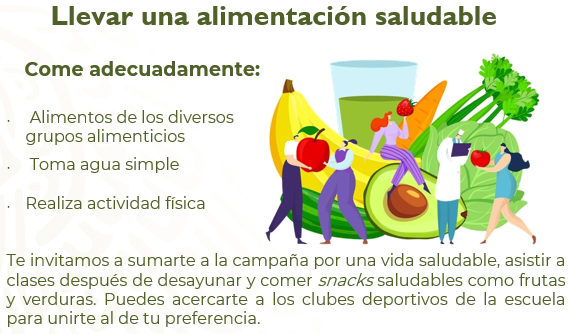 Llevar una alimentación saludable
Come adecuadamente:
· Alimentos de los diversos
grupos alimenticios
· Toma agua simple
· Realiza actividad física
Te invitamos a sumarte a la campaña por una vida saludable, asistir a
clases después de desayunar y comer snacks saludables como frutas
y verduras. Puedes acercarte a los clubes deportivos de la escuela
para unirte al de tu preferencia.